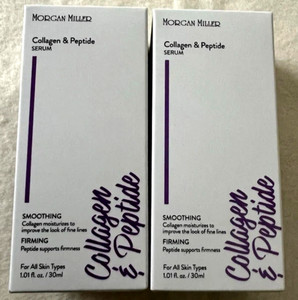 MORGAN MILLER
Collagen & Peptide
SERUM
SMOOTHING
Collagen moisturizes to
improve the look of fine lines
FIRMING
Peptide supports firmness
For All Skin Types
1.01 fl. oz. / 30ml
Collagen
& Peptide
MORGAN MILLER
Collagen & Peptide
SERUM
SMOOTHING
Collagen moisturizes to
improve the look of fine lines
FIRMING
Peptide supports firmness
For All Skin Types
1.01 fl. oz. / 30ml
Collagen
& Peptide